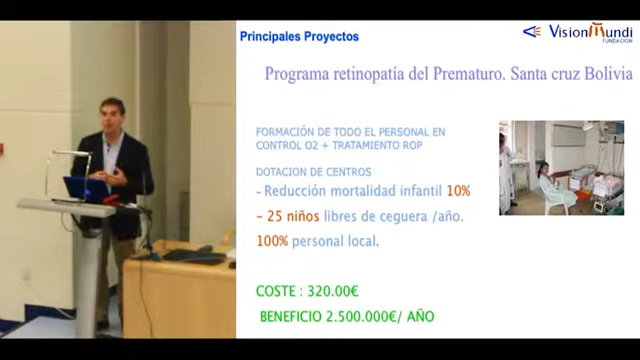 Principales Proyectos
VisionMundi
FUNDACIÓN
Programa retinopatía del Prematuro. Santa cruz Bolivia
FORMACIÓN DE TODO EL PERSONAL EN
CONTROL O2 + TRATAMIENTO ROP
DOTACION DE CENTROS
- Reducción mortalidad infantil 10%
- 25 niños libres de ceguera /año.
100% personal local.
COSTE : 320.00€
BENEFICIO 2.500.000€/ AÑO